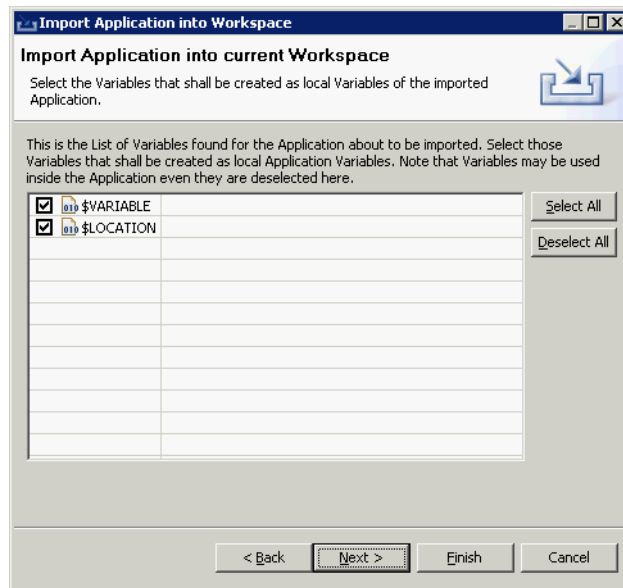 Import Application into Workspace
Import Application into current Workspace
Select the Variables that shall be created as local Variables of the imported
Application.
This is the List of Variables found for the Application about to be imported. Select those
Variables that shall be created as local Application Variables. Note that Variables may be used
inside the Application even they are deselected here.
010 $VARIABLE
010 $LOCATION
Select All
Deselect All
< Back
Next >
Finish
Cancel